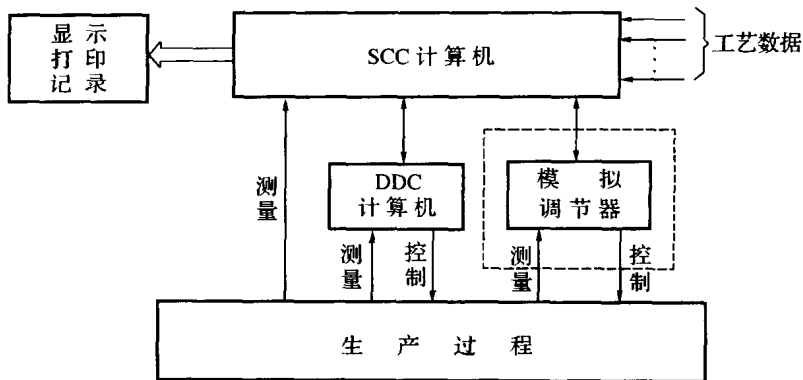 显示
打印
记录
SCC 计算机
工艺数据
测量
DDC
计算机
模拟
调节器
测量
控制
测量
控制
生产过程